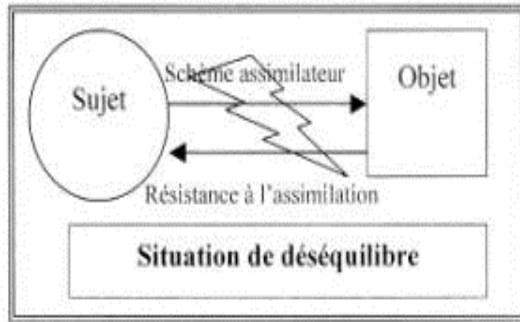 Schème assimilateur
Sujet
Objet
Résistance à l'assimilation
Situation de déséquilibre